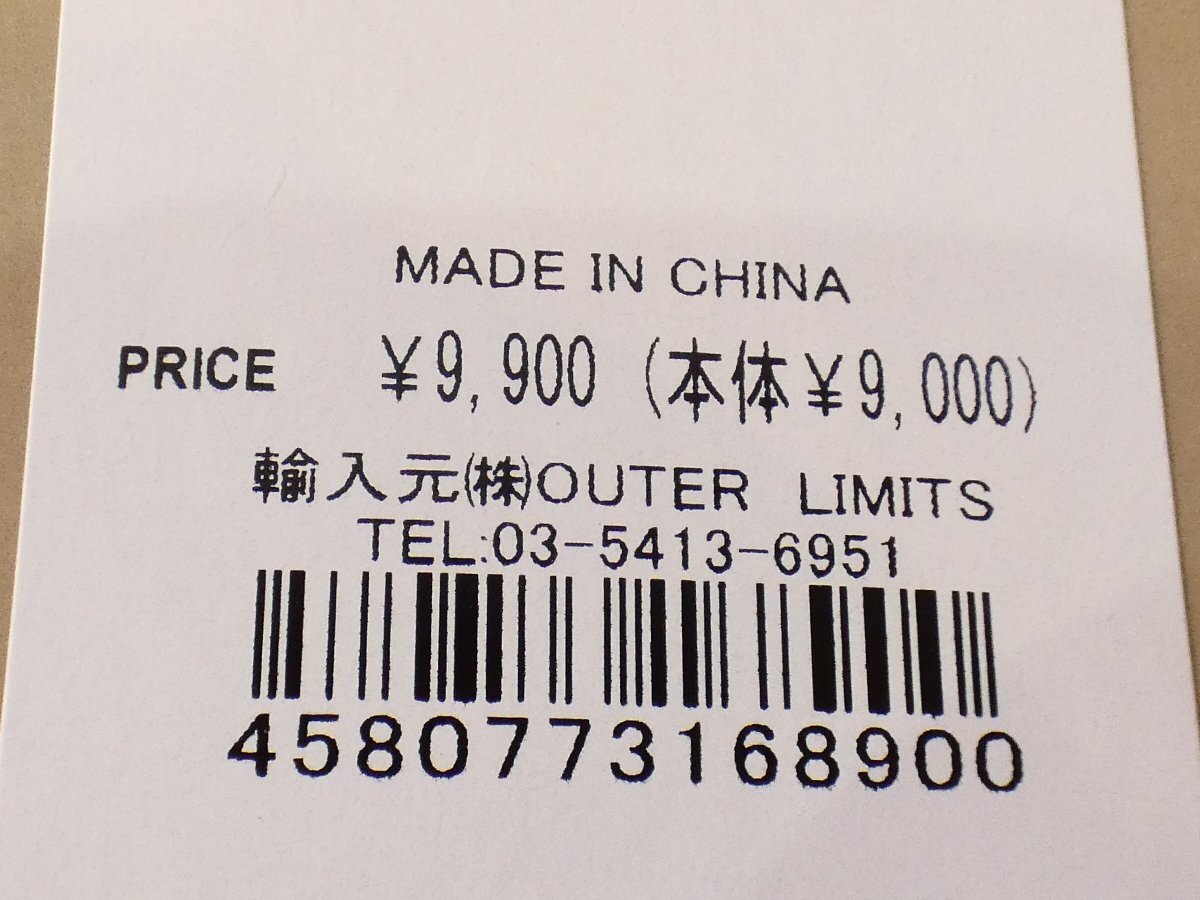 MADE IN CHINA
PRICE ¥9,900 (本体¥9,000)
輸入元㈱OUTER LIMITS
TEL:03-5413-6951
4580773168900